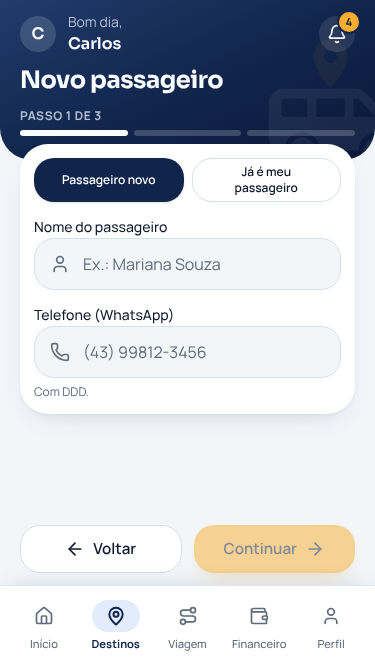 C
Bom dia,
Carlos
4
Novo passageiro
PASSO 1 DE 3
Passageiro novo
Já é meu
passageiro
Nome do passageiro
Ex.: Mariana Souza
Telefone (WhatsApp)
(43) 99812-3456
Com DDD.
Voltar
Continuar
Início
Destinos
Viagem
Financeiro
Perfil